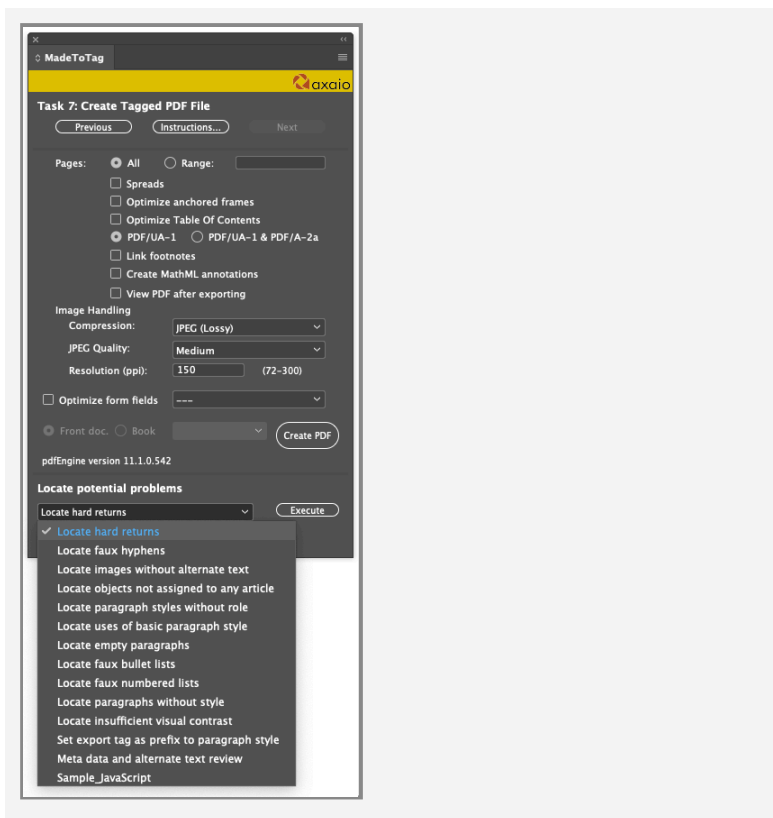 MadeToTag
axaio
Task 7: Create Tagged PDF File
Previous Instructions... Next
Pages: All Range:
Spreads
Optimize anchored frames
Optimize Table Of Contents
PDF/UA-1 PDF/UA-1 & PDF/A-2a
Link footnotes
Create MathML annotations
View PDF after exporting
Image Handling
Compression: JPEG (Lossy)
JPEG Quality: Medium
Resolution (ppi): 150 (72-300)
Optimize form fields ---
Front doc. Book Create PDF
pdfEngine version 11.1.0.542
Locate potential problems
Locate hard returns Execute
Locate hard returns
Locate faux hyphens
Locate images without alternate text
Locate objects not assigned to any article
Locate paragraph styles without role
Locate uses of basic paragraph style
Locate empty paragraphs
Locate faux bullet lists
Locate faux numbered lists
Locate paragraphs without style
Locate insufficient visual contrast
Set export tag as prefix to paragraph style
Meta data and alternate text review
Sample_JavaScript